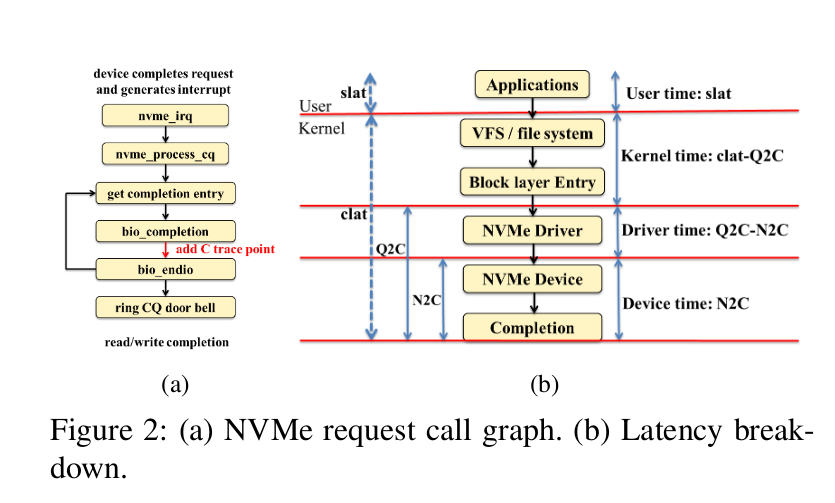 device completes request
and generates interrupt
nvme_irq
nvme_process_cq
get completion entry
bio_completion
add C trace point
bio_endio
ring CQ door bell
read/write completion
(a)
slat
User
Kernel
clat
Q2C
N2C
Applications
VFS / file system
Block layer Entry
NVMe Driver
NVMe Device
Completion
User time: slat
Kernel time: clat-Q2C
Driver time: Q2C-N2C
Device time: N2C
(b)
Figure 2: (a) NVMe request call graph. (b) Latency break-
down.